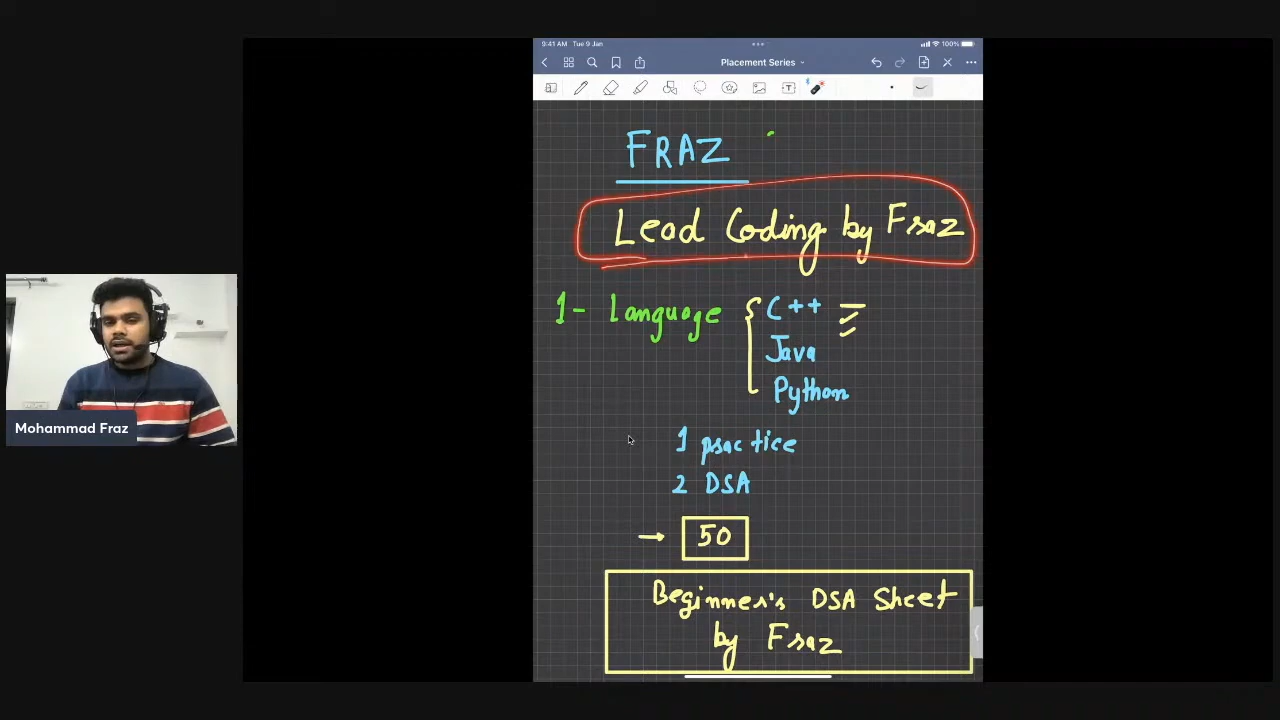 9:41 AM Tue 9 Jan
100%
Placement Series
FRAZ
Lead Coding by Fraz
1- Language { C++
Java
Python
1 practice
2 DSA
→ 50
Beginner's DSA Sheet
by Fraz
Mohammad Fraz